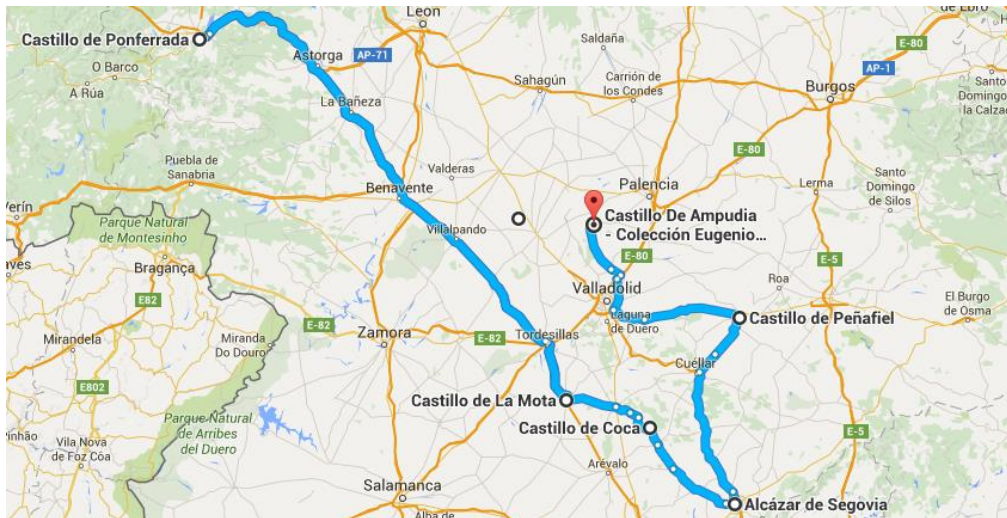 Leon
Saldaña
E-80
de Ebro
Castillo de Ponferrada
Astorga
AP-71
AP-1
O Barco
Sahagún
Carrión de
los Condes
Burgos
Santo
Domingo
la Calzac
A Rúa
La Bañeza
E-80
Puebla de
Sanabria
Valderas
Benavente
Palencia
Lerma
Santo
Domingo
de Silos
Verín
Parque Natural
de Montesinho
Villalpando
Castillo De Ampudia
- Colección Eugenio...
aves
Bragança
E-80
E-5
Roa
E82
Valladolid
Laguna
de Duero
Castillo de Peñafiel
El Burgo
de Osma
E-82
Zamora
Tordesillas
E-82
Mirandela
Miranda
Do Douro
Cuéllar
E802
Castillo de La Mota
Parque Natural
de Arribes
del Duero
Castillo de Coca
E-5
Pinhão
Vila Nova
de Foz Côa
Arévalo
Salamanca
Alcázar de Segovia
Alba de